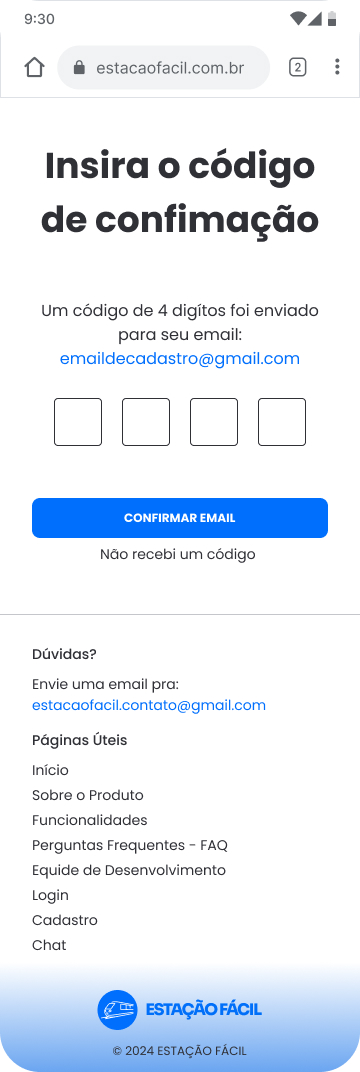 9:30
estacaofacil.com.br
2
Insira o código
de confimação
Um código de 4 digítos foi enviado
para seu email:
emaildecadastro@gmail.com
CONFIRMAR EMAIL
Não recebi um código
Dúvidas?
Envie uma email pra:
estacaofacil.contato@gmail.com
Páginas Úteis
Início
Sobre o Produto
Funcionalidades
Perguntas Frequentes - FAQ
Equide de Desenvolvimento
Login
Cadastro
Chat
ESTAÇÃO FÁCIL
© 2024 ESTAÇÃO FÁCIL